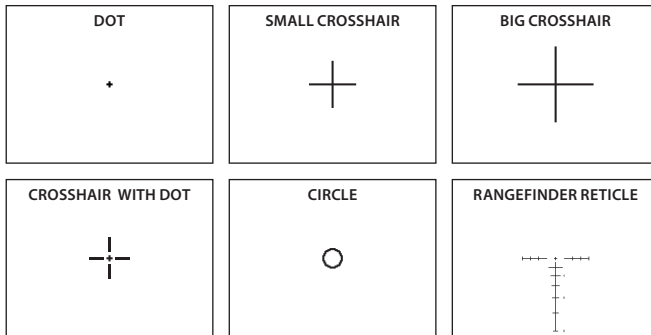 DOT
SMALL CROSSHAIR
BIG CROSSHAIR
CROSSHAIR WITH DOT
CIRCLE
RANGEFINDER RETICLE